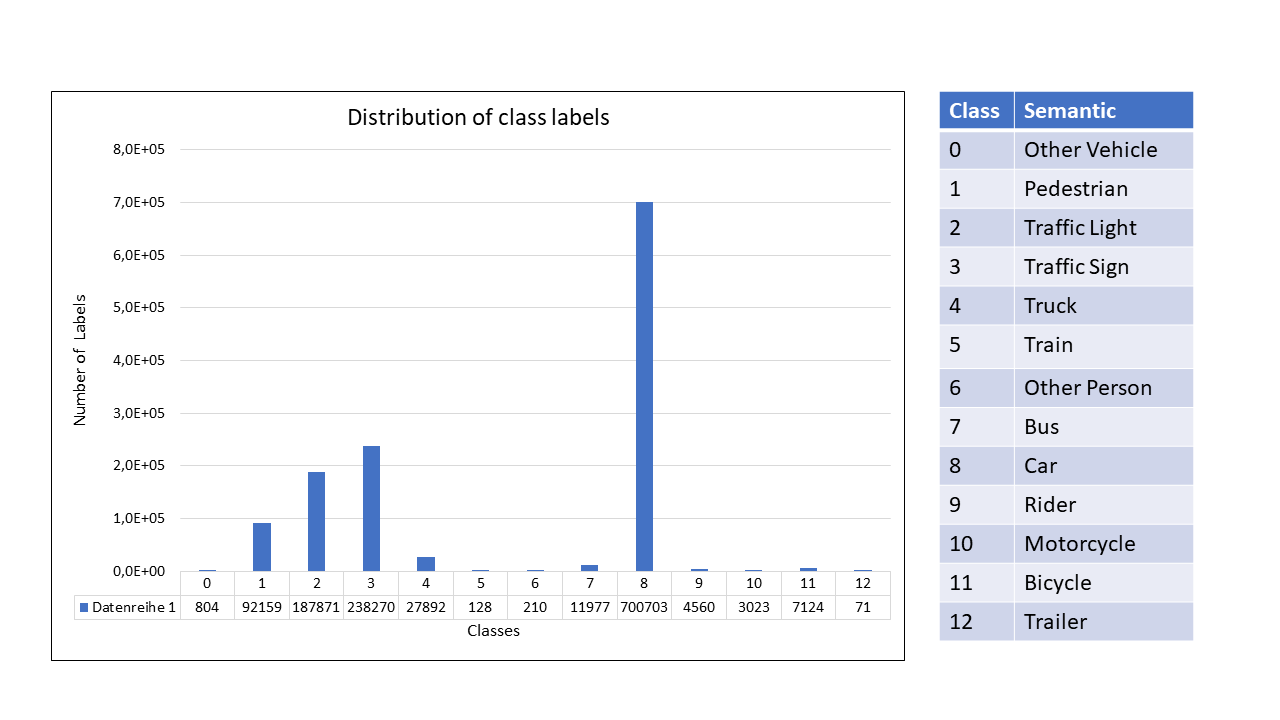 Distribution of class labels
8,0E+05
7,0E+05
6,0E+05
5,0E+05
4,0E+05
3,0E+05
2,0E+05
1,0E+05
0,0E+00
Number of Labels
0 1 2 3 4 5 6 7 8 9 10 11 12
Datenreihe 1 804 92159 187871 238270 27892 128 210 11977 700703 4560 3023 7124 71
Classes
Class Semantic
0 Other Vehicle
1 Pedestrian
2 Traffic Light
3 Traffic Sign
4 Truck
5 Train
6 Other Person
7 Bus
8 Car
9 Rider
10 Motorcycle
11 Bicycle
12 Trailer